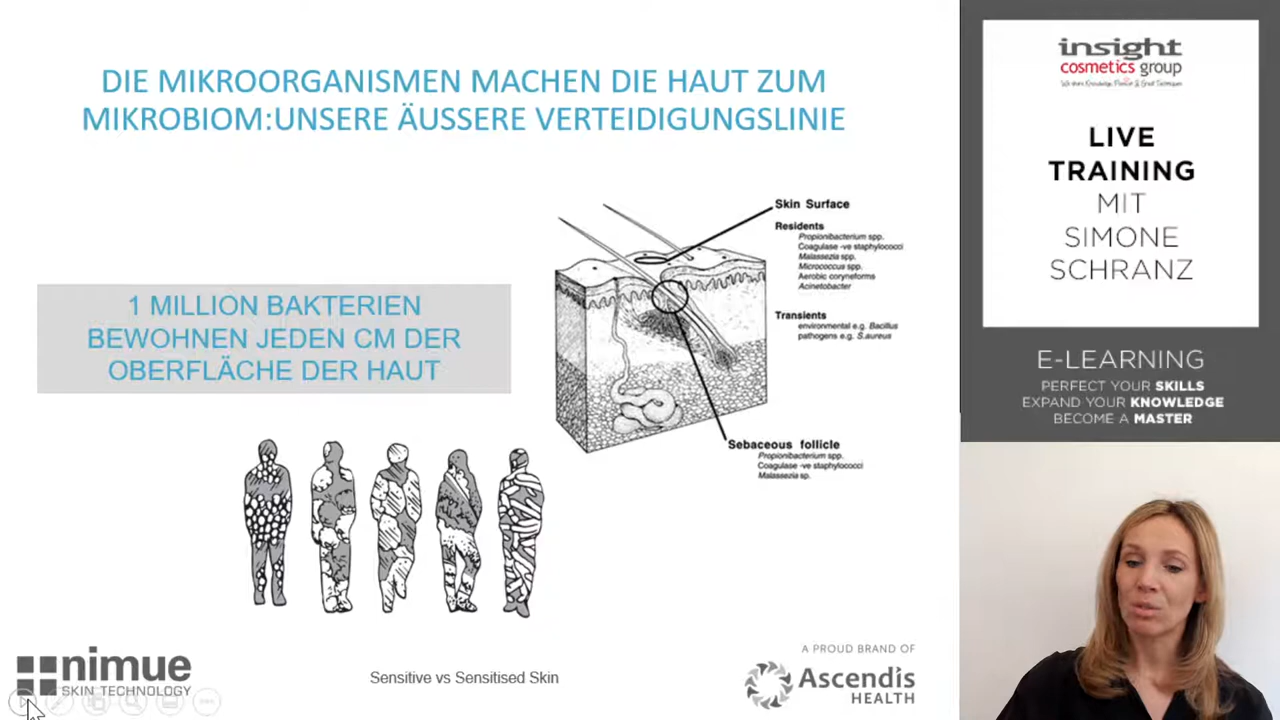 DIE MIKROORGANISMEN MACHEN DIE HAUT ZUM
MIKROBIOM:UNSERE ÄUSSERE VERTEIDIGUNGSLINIE
1 MILLION BAKTERIEN
BEWOHNEN JEDEN CM DER
OBERFLÄCHE DER HAUT
Skin Surface
Residents
Propionibacterium spp.
Coagulase -ve staphylococci
Malassezia spp.
Micrococcus spp.
Aerobic coryneforms
Acinetobacter
Transients
environmental e.g. Bacillus
pathogens e.g. S.aureus
Sebaceous follicle
Propionibacterium spp.
Coagulase -ve staphylococci
Malassezia sp.
nimue
SKIN TECHNOLOGY
Sensitive vs Sensitised Skin
A PROUD BRAND OF
Ascendis
HEALTH
insight
cosmetics group
LIVE
TRAINING
MIT
SIMONE
SCHRANZ
E-LEARNING
PERFECT YOUR SKILLS
EXPAND YOUR KNOWLEDGE
BECOME A MASTER